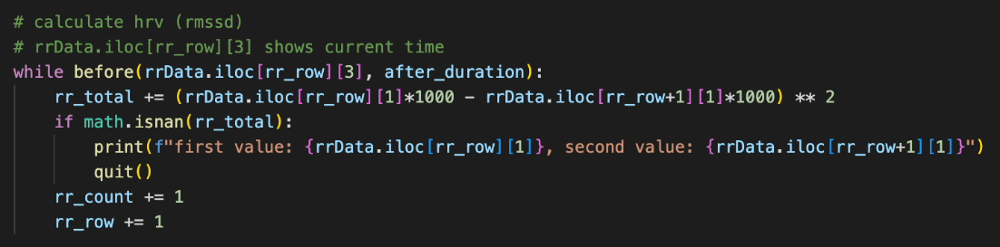 # calculate hrv (rmssd)
# rrData.iloc[rr_row][3] shows current time
while before(rrData.iloc[rr_row][3], after_duration):
    rr_total += (rrData.iloc[rr_row][1]*1000 - rrData.iloc[rr_row+1][1]*1000) ** 2
    if math.isnan(rr_total):
        print(f"first value: {rrData.iloc[rr_row][1]}, second value: {rrData.iloc[rr_row+1][1]}")
        quit()
    rr_count += 1
    rr_row += 1